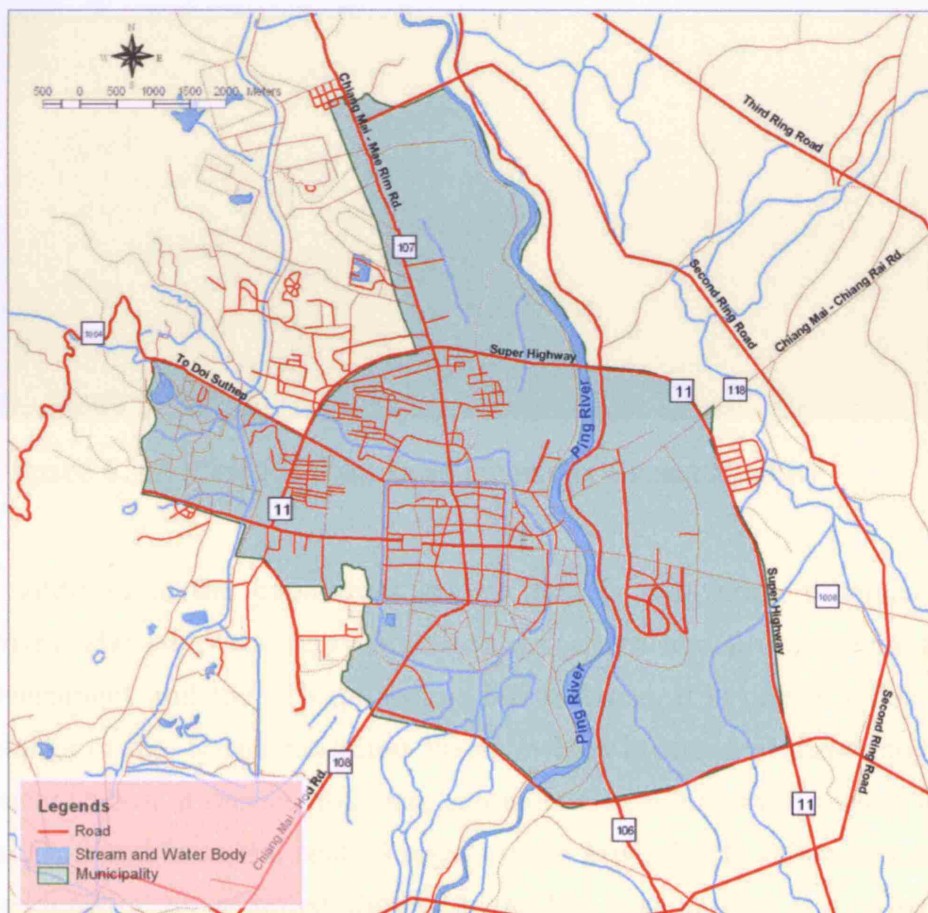 N
W E
S
500 0 500 1000 1500 2000 Meters
Chiang Mai - Mae Rim Rd.
Third Ring Road
107
Second Ring Road
Chiang Mai - Chiang Rai Rd.
1004
To Doi Suthep
Super Highway
11
118
Ping River
11
Super Highway
1006
Ping River
Second Ring Road
108
Chiang Mai - Hod Rd.
11
106
Legends
Road
Stream and Water Body
Municipality